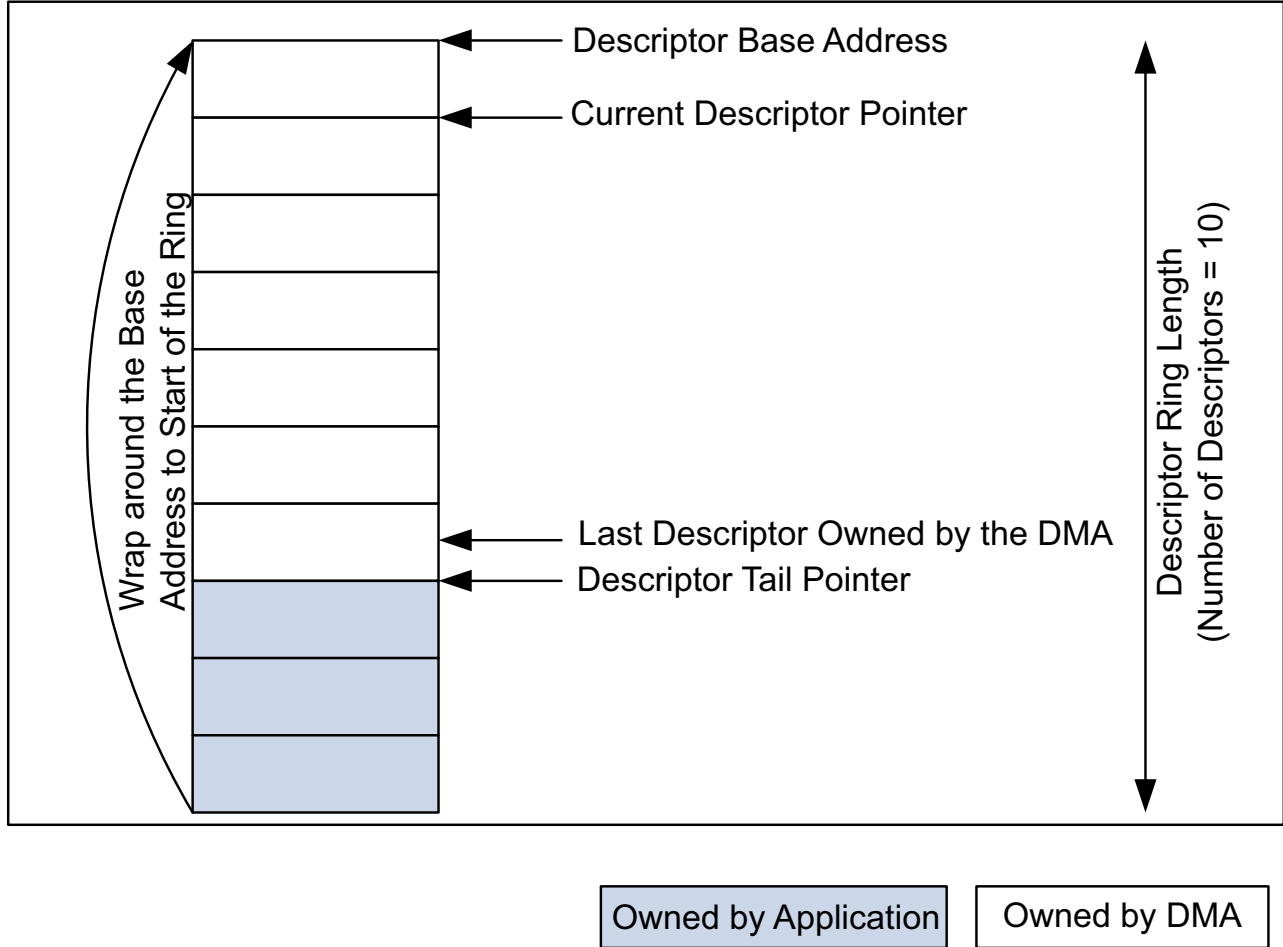 Descriptor Base Address
Current Descriptor Pointer
Wrap around the Base
Address to Start of the Ring
Last Descriptor Owned by the DMA
Descriptor Tail Pointer
Descriptor Ring Length
(Number of Descriptors = 10)
Owned by Application
Owned by DMA